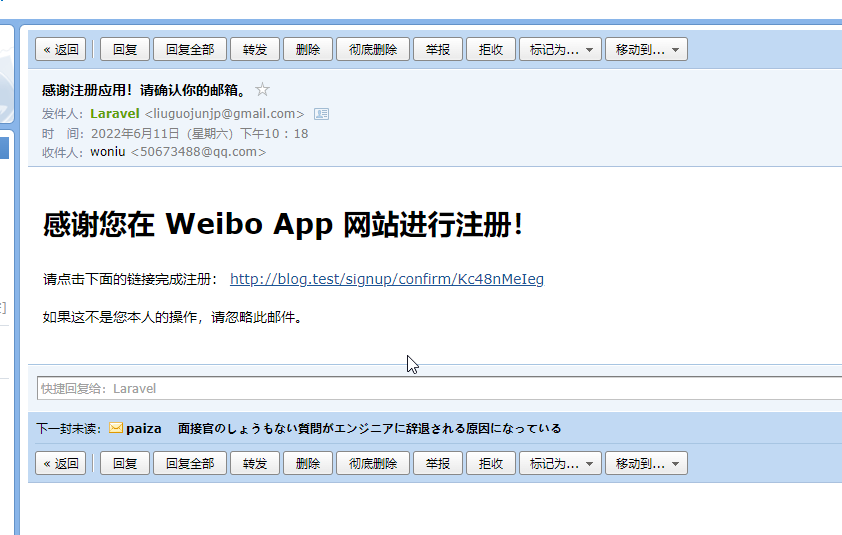 « 返回 回复 回复全部 转发 删除 彻底删除 举报 拒收 标记为... 移动到...
感谢注册应用！请确认你的邮箱。
发件人：Laravel <liuguojunjp@gmail.com>
时 间：2022年6月11日（星期六）下午10：18
收件人：woniu <50673488@qq.com>
感谢您在 Weibo App 网站进行注册！
请点击下面的链接完成注册： http://blog.test/signup/confirm/Kc48nMeIeg
]
如果这不是您本人的操作，请忽略此邮件。
快捷回复给：Laravel
下一封未读： paiza 面接官のしょうもない質問がエンジニアに辞退される原因になっている
« 返回 回复 回复全部 转发 删除 彻底删除 举报 拒收 标记为... 移动到...